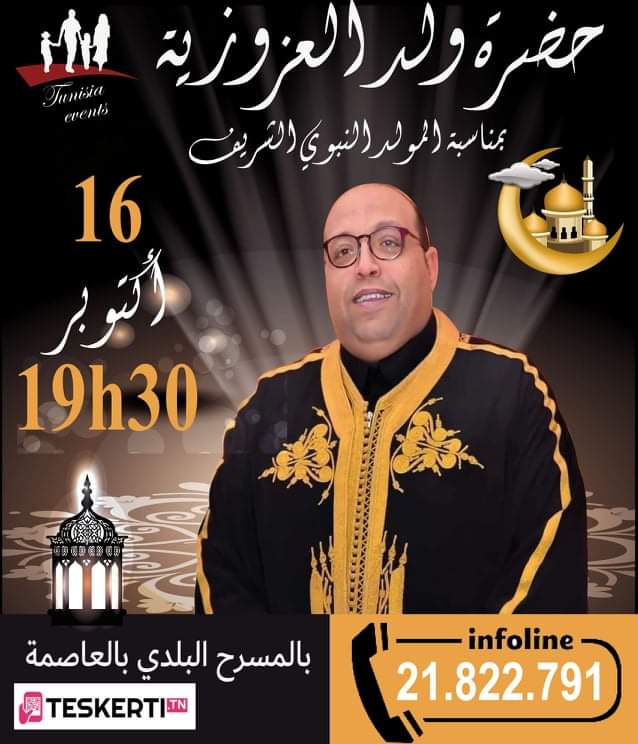 Tunisia
events
حضرة ولد العزوزية
بمناسبة المولد النبوي الشريف
16
أكتوبر
19h30
بالمسرح البلدي بالعاصمة
TESKERTI.TN
infoline
21.822.791